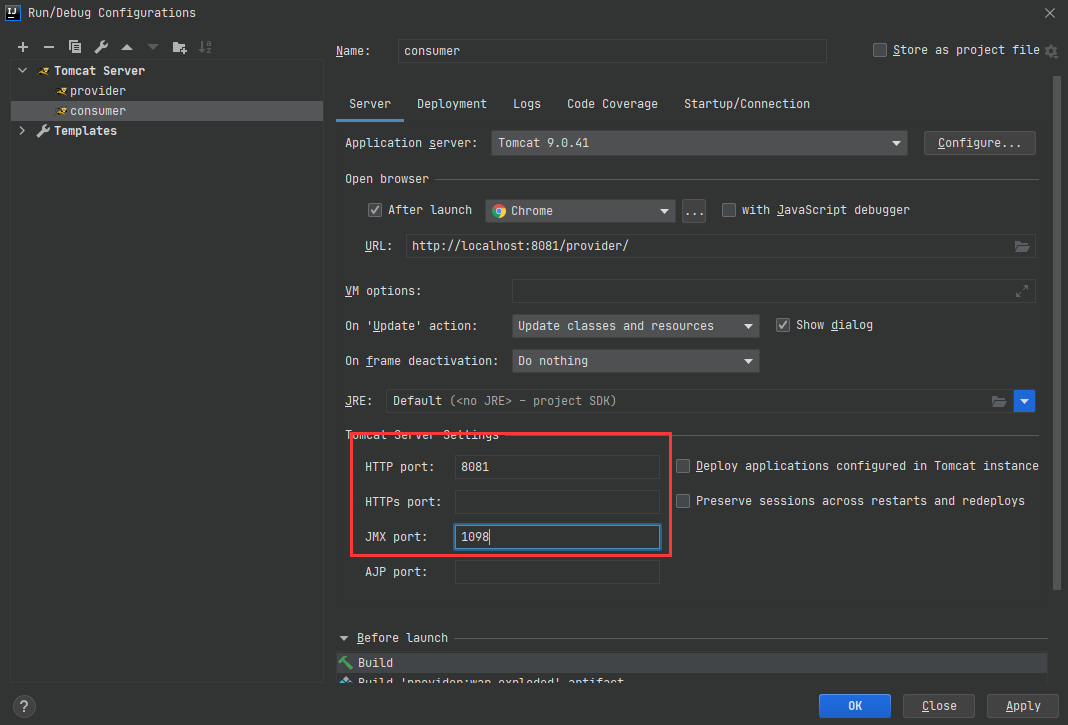 IJ Run/Debug Configurations
Name: consumer
Store as project file
Tomcat Server
provider
consumer
Templates
Server Deployment Logs Code Coverage Startup/Connection
Application server: Tomcat 9.0.41 Configure...
Open browser
After launch Chrome ... with JavaScript debugger
URL: http://localhost:8081/provider/
VM options:
On 'Update' action: Update classes and resources Show dialog
On frame deactivation: Do nothing
JRE: Default (<no JRE> - project SDK)
Tomcat Server Settings
HTTP port: 8081 Deploy applications configured in Tomcat instance
HTTPs port: Preserve sessions across restarts and redeploys
JMX port: 1098
AJP port:
Before launch
Build
Build 'provider:war exploded' artifact
? OK Close Apply